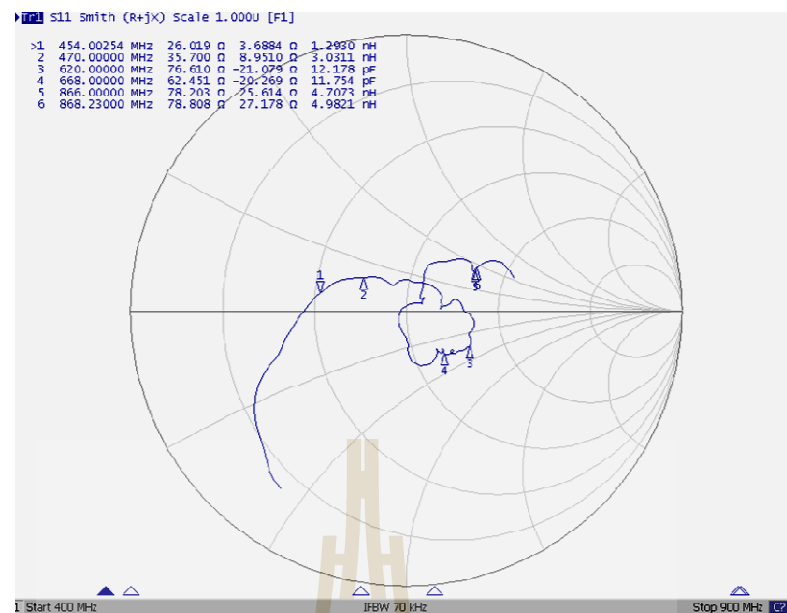 Tr1 S11 Smith (R+jX) Scale 1.000U [F1]
>1 454.00254 MHz 26.019 Ω 3.6884 Ω 1.2930 nH
2 470.00000 MHz 35.700 Ω 8.9510 Ω 3.0311 nH
3 620.00000 MHz 76.610 Ω -21.079 Ω 12.178 pF
4 668.00000 MHz 62.451 Ω -20.269 Ω 11.754 pF
5 866.00000 MHz 78.203 Ω 25.614 Ω 4.7073 nH
6 868.23000 MHz 78.808 Ω 27.178 Ω 4.9821 nH
1
2
4
3
1 Start 400 MHz IFBW 70 kHz Stop 900 MHz C?